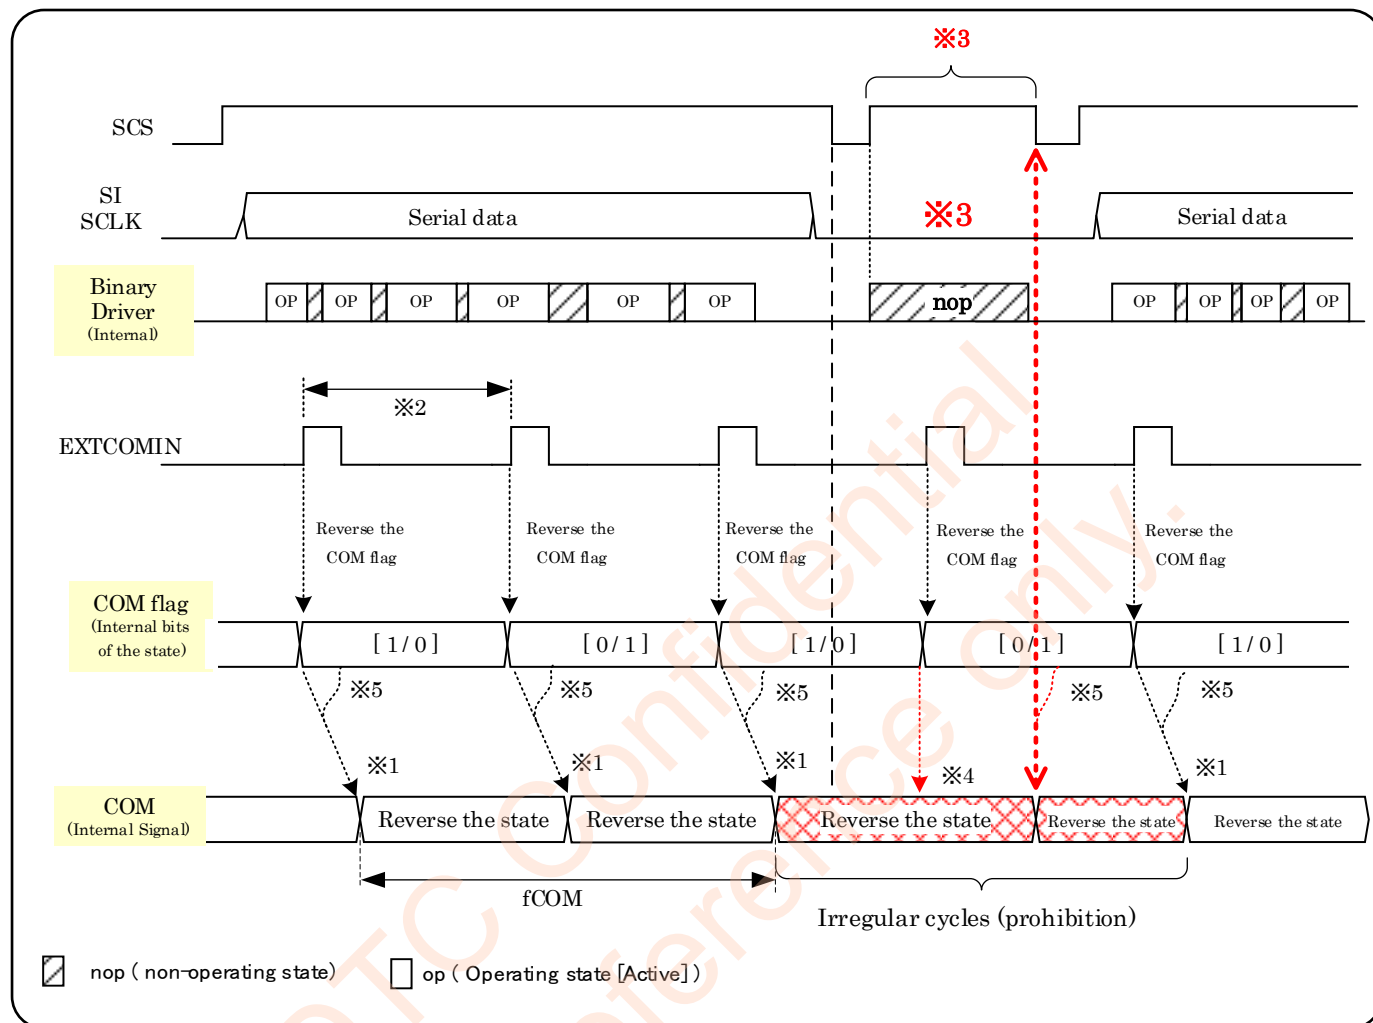 ※3
SCS
SI
SCLK
Serial data
※3
Serial data
Binary
Driver
(Internal)
OP
OP
OP
OP
OP
OP
nop
OP
OP
OP
OP
※2
EXTCOMIN
Reverse the
COM flag
Reverse the
COM flag
Reverse the
COM flag
Reverse the
COM flag
Reverse the
COM flag
COM flag
(Internal bits
of the state)
[ 1/0 ]
[ 0/1 ]
[ 1/0 ]
[ 0/1 ]
[ 1/0 ]
※5
※5
※5
※5
※5
※1
※1
※1
※4
※1
COM
(Internal Signal)
Reverse the state
Reverse the state
Reverse the state
Reverse the state
Reverse the state
fCOM
Irregular cycles (prohibition)
nop ( non-operating state)
op ( Operating state [Active] )
Confidential
only.